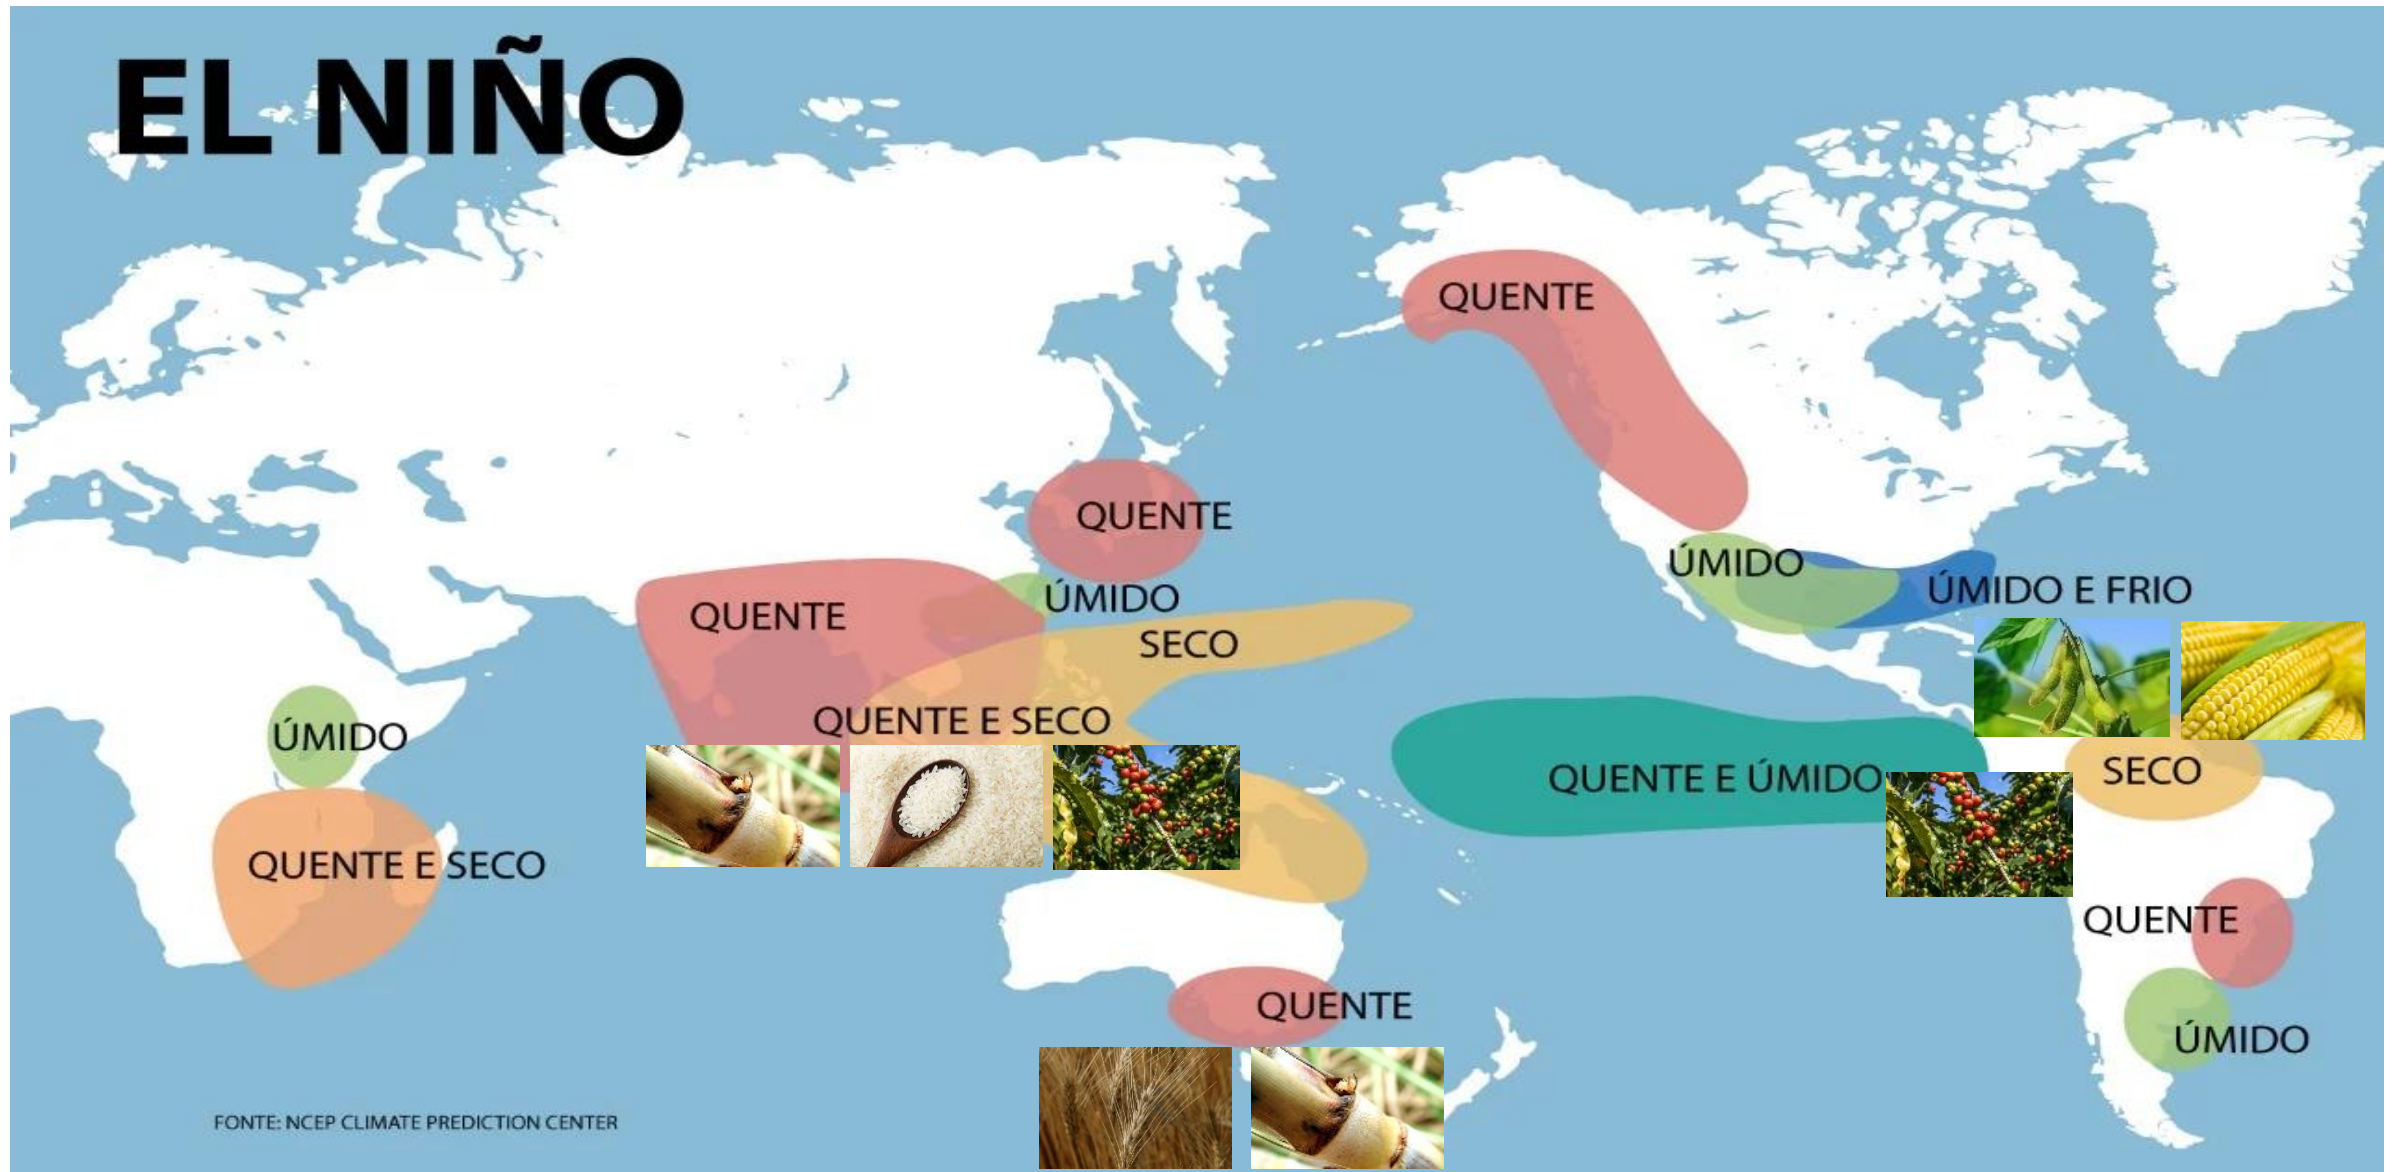 EL NIÑO
QUENTE
QUENTE
ÚMIDO
ÚMIDO E FRIO
ÚMIDO
QUENTE
SECO
QUENTE E SECO
ÚMIDO
QUENTE E ÚMIDO
SECO
QUENTE E SECO
QUENTE
QUENTE
ÚMIDO
FONTE: NCEP CLIMATE PREDICTION CENTER